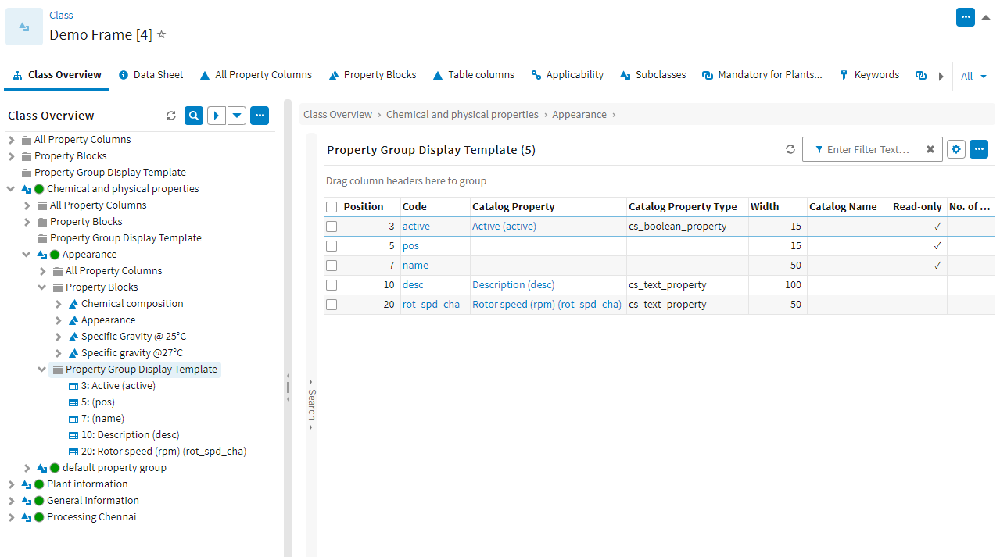 Class
Demo Frame [4]
Class Overview Data Sheet All Property Columns Property Blocks Table columns Applicability Subclasses Mandatory for Plants... Keywords All
Class Overview
All Property Columns
Property Blocks
Property Group Display Template
Chemical and physical properties
All Property Columns
Property Blocks
Property Group Display Template
Appearance
All Property Columns
Property Blocks
Chemical composition
Appearance
Specific Gravity @ 25°C
Specific gravity @27°C
Property Group Display Template
3: Active (active)
5: (pos)
7: (name)
10: Description (desc)
20: Rotor speed (rpm) (rot_spd_cha)
default property group
Plant information
General information
Processing Chennai
Search
Class Overview › Chemical and physical properties › Appearance ›
Property Group Display Template (5) Enter Filter Text...
Drag column headers here to group
Position Code Catalog Property Catalog Property Type Width Catalog Name Read-only No. of ...
3 active Active (active) cs_boolean_property 15 ✓
5 pos 15 ✓
7 name 50 ✓
10 desc Description (desc) cs_text_property 100
20 rot_spd_cha Rotor speed (rpm) (rot_spd_cha) cs_text_property 50